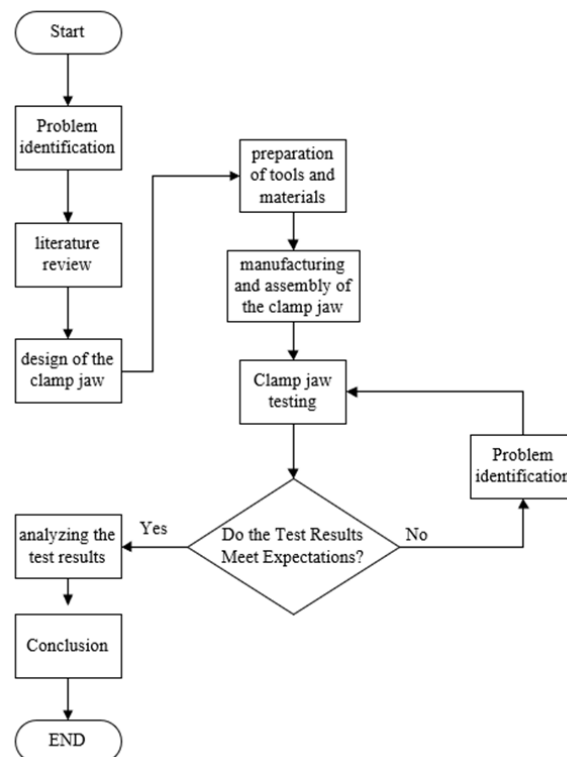 Start
Problem
identification
literature
review
design of the
clamp jaw
preparation
of tools and
materials
manufacturing
and assembly of
the clamp jaw
Clamp jaw
testing
Do the Test Results
Meet Expectations?
No
Problem
identification
Yes
analyzing the
test results
Conclusion
END